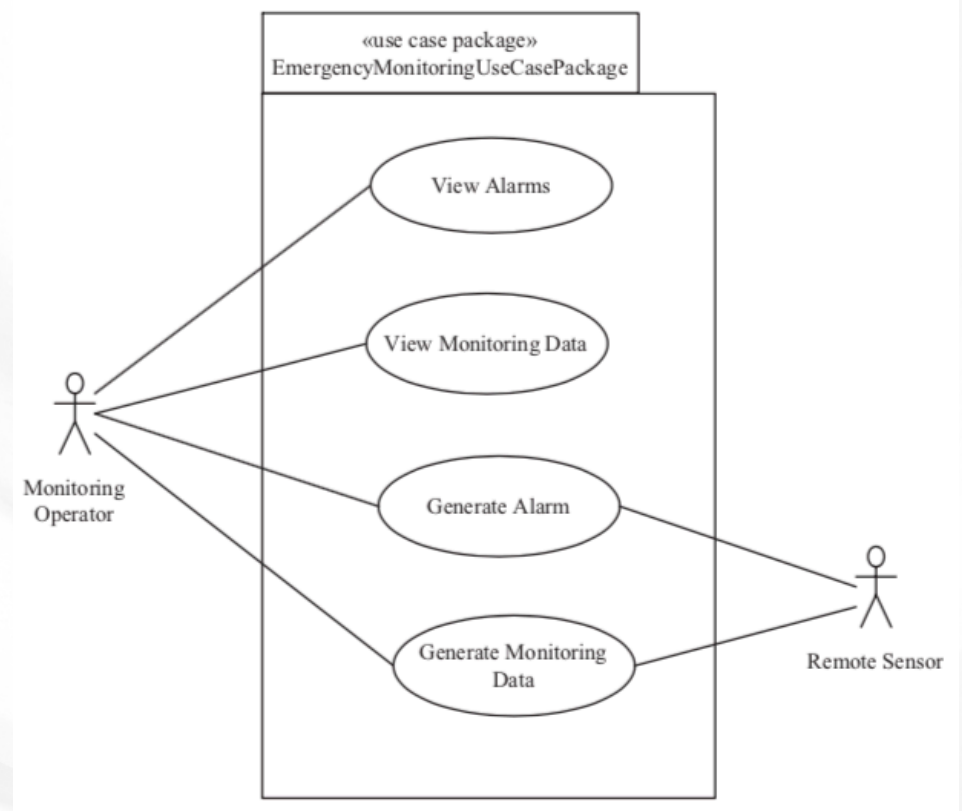 «use case package»
EmergencyMonitoringUseCasePackage
View Alarms
View Monitoring Data
Monitoring
Operator
Generate Alarm
Generate Monitoring
Data
Remote Sensor